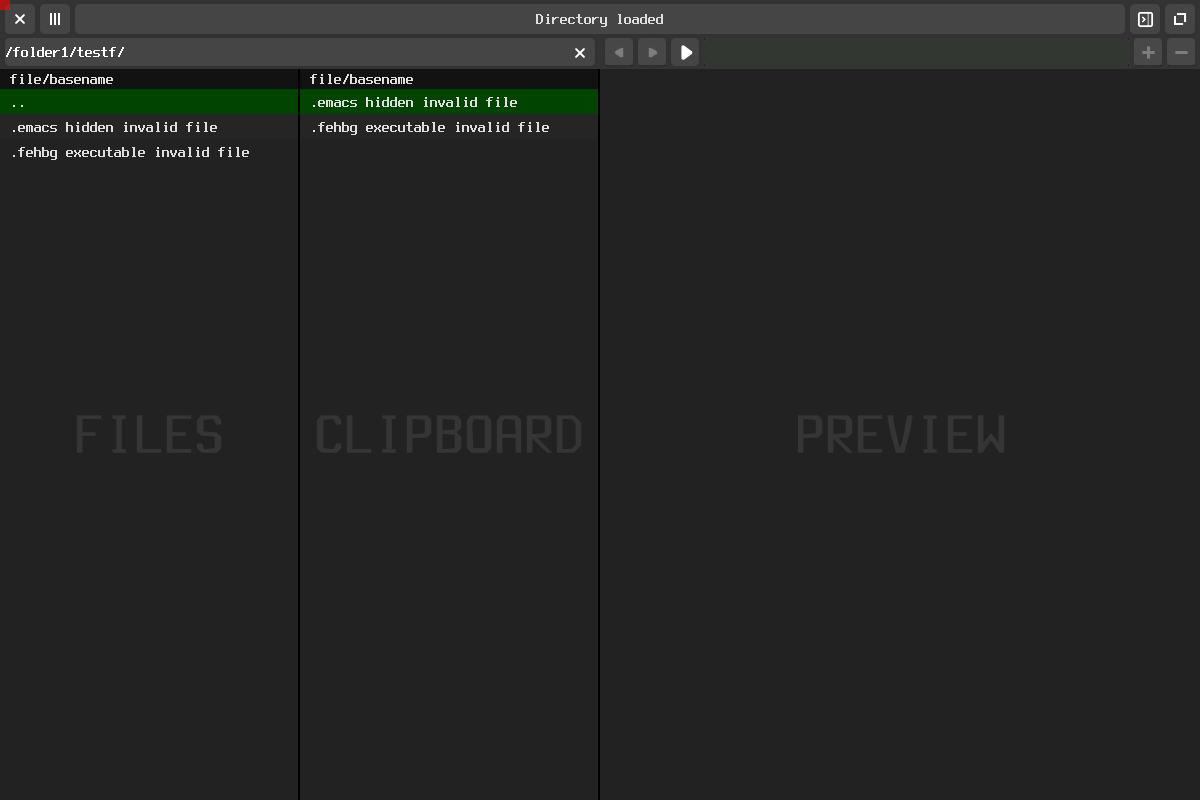 Directory loaded
/folder1/testf/
file/basename
..
.emacs hidden invalid file
.fehbg executable invalid file
file/basename
.emacs hidden invalid file
.fehbg executable invalid file
FILES
CLIPBOARD
PREVIEW